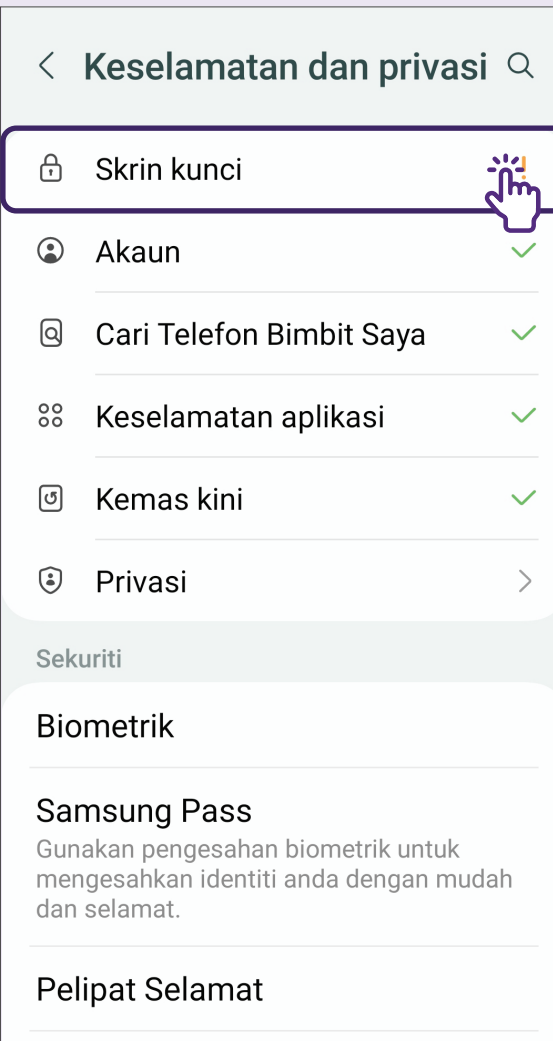 Keselamatan dan privasi
Skrin kunci
Akaun
Cari Telefon Bimbit Saya
Keselamatan aplikasi
Kemas kini
Privasi
Sekuriti
Biometrik
Samsung Pass
Gunakan pengesahan biometrik untuk
mengesahkan identiti anda dengan mudah
dan selamat.
Pelipat Selamat